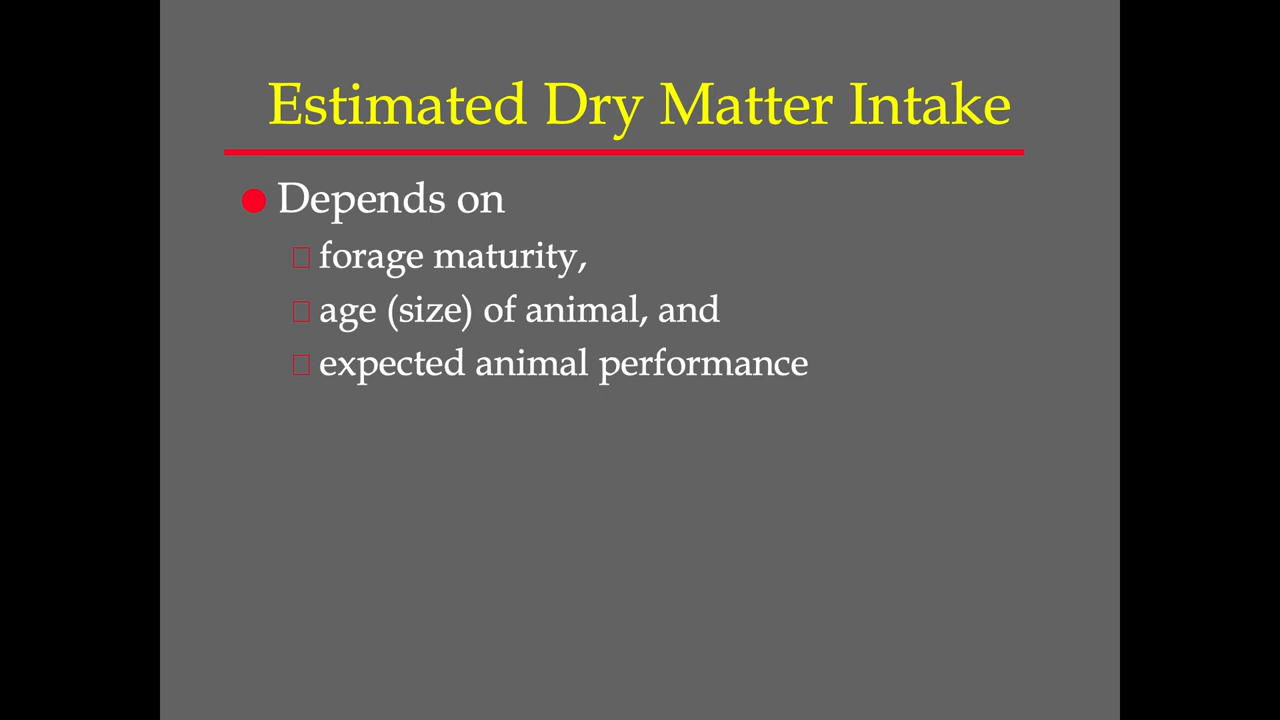 Estimated Dry Matter Intake
Depends on
forage maturity,
age (size) of animal, and
expected animal performance